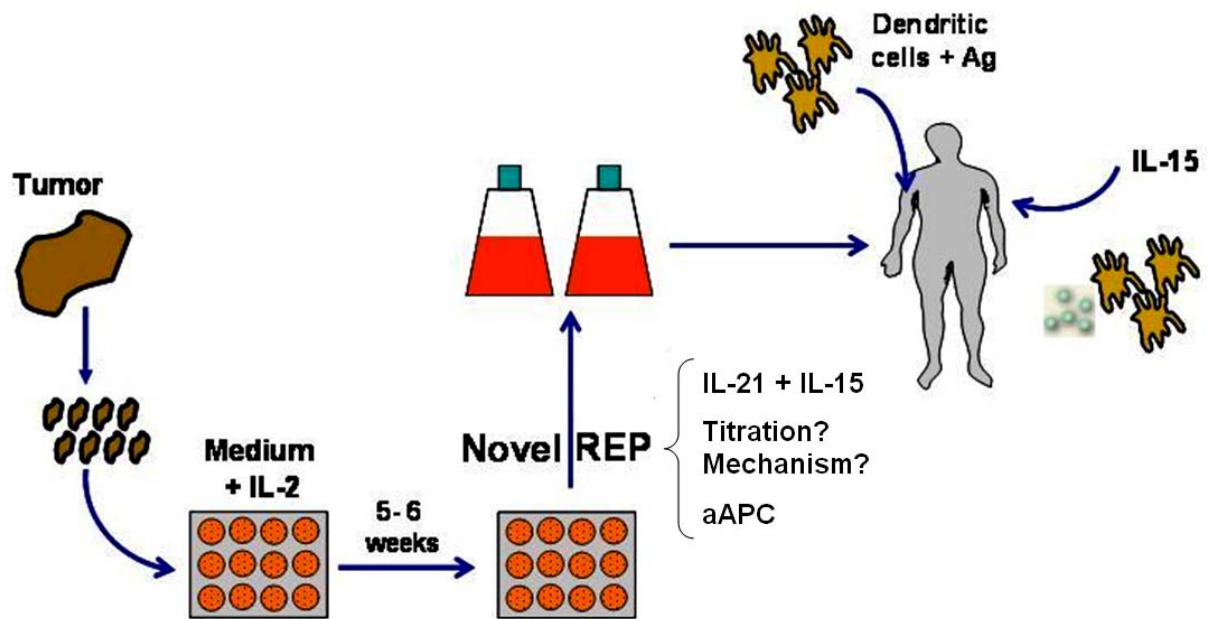 Tumor
Medium
+ IL-2
5- 6
weeks
Novel REP
IL-21 + IL-15
Titration?
Mechanism?
aAPC
Dendritic
cells + Ag
IL-15